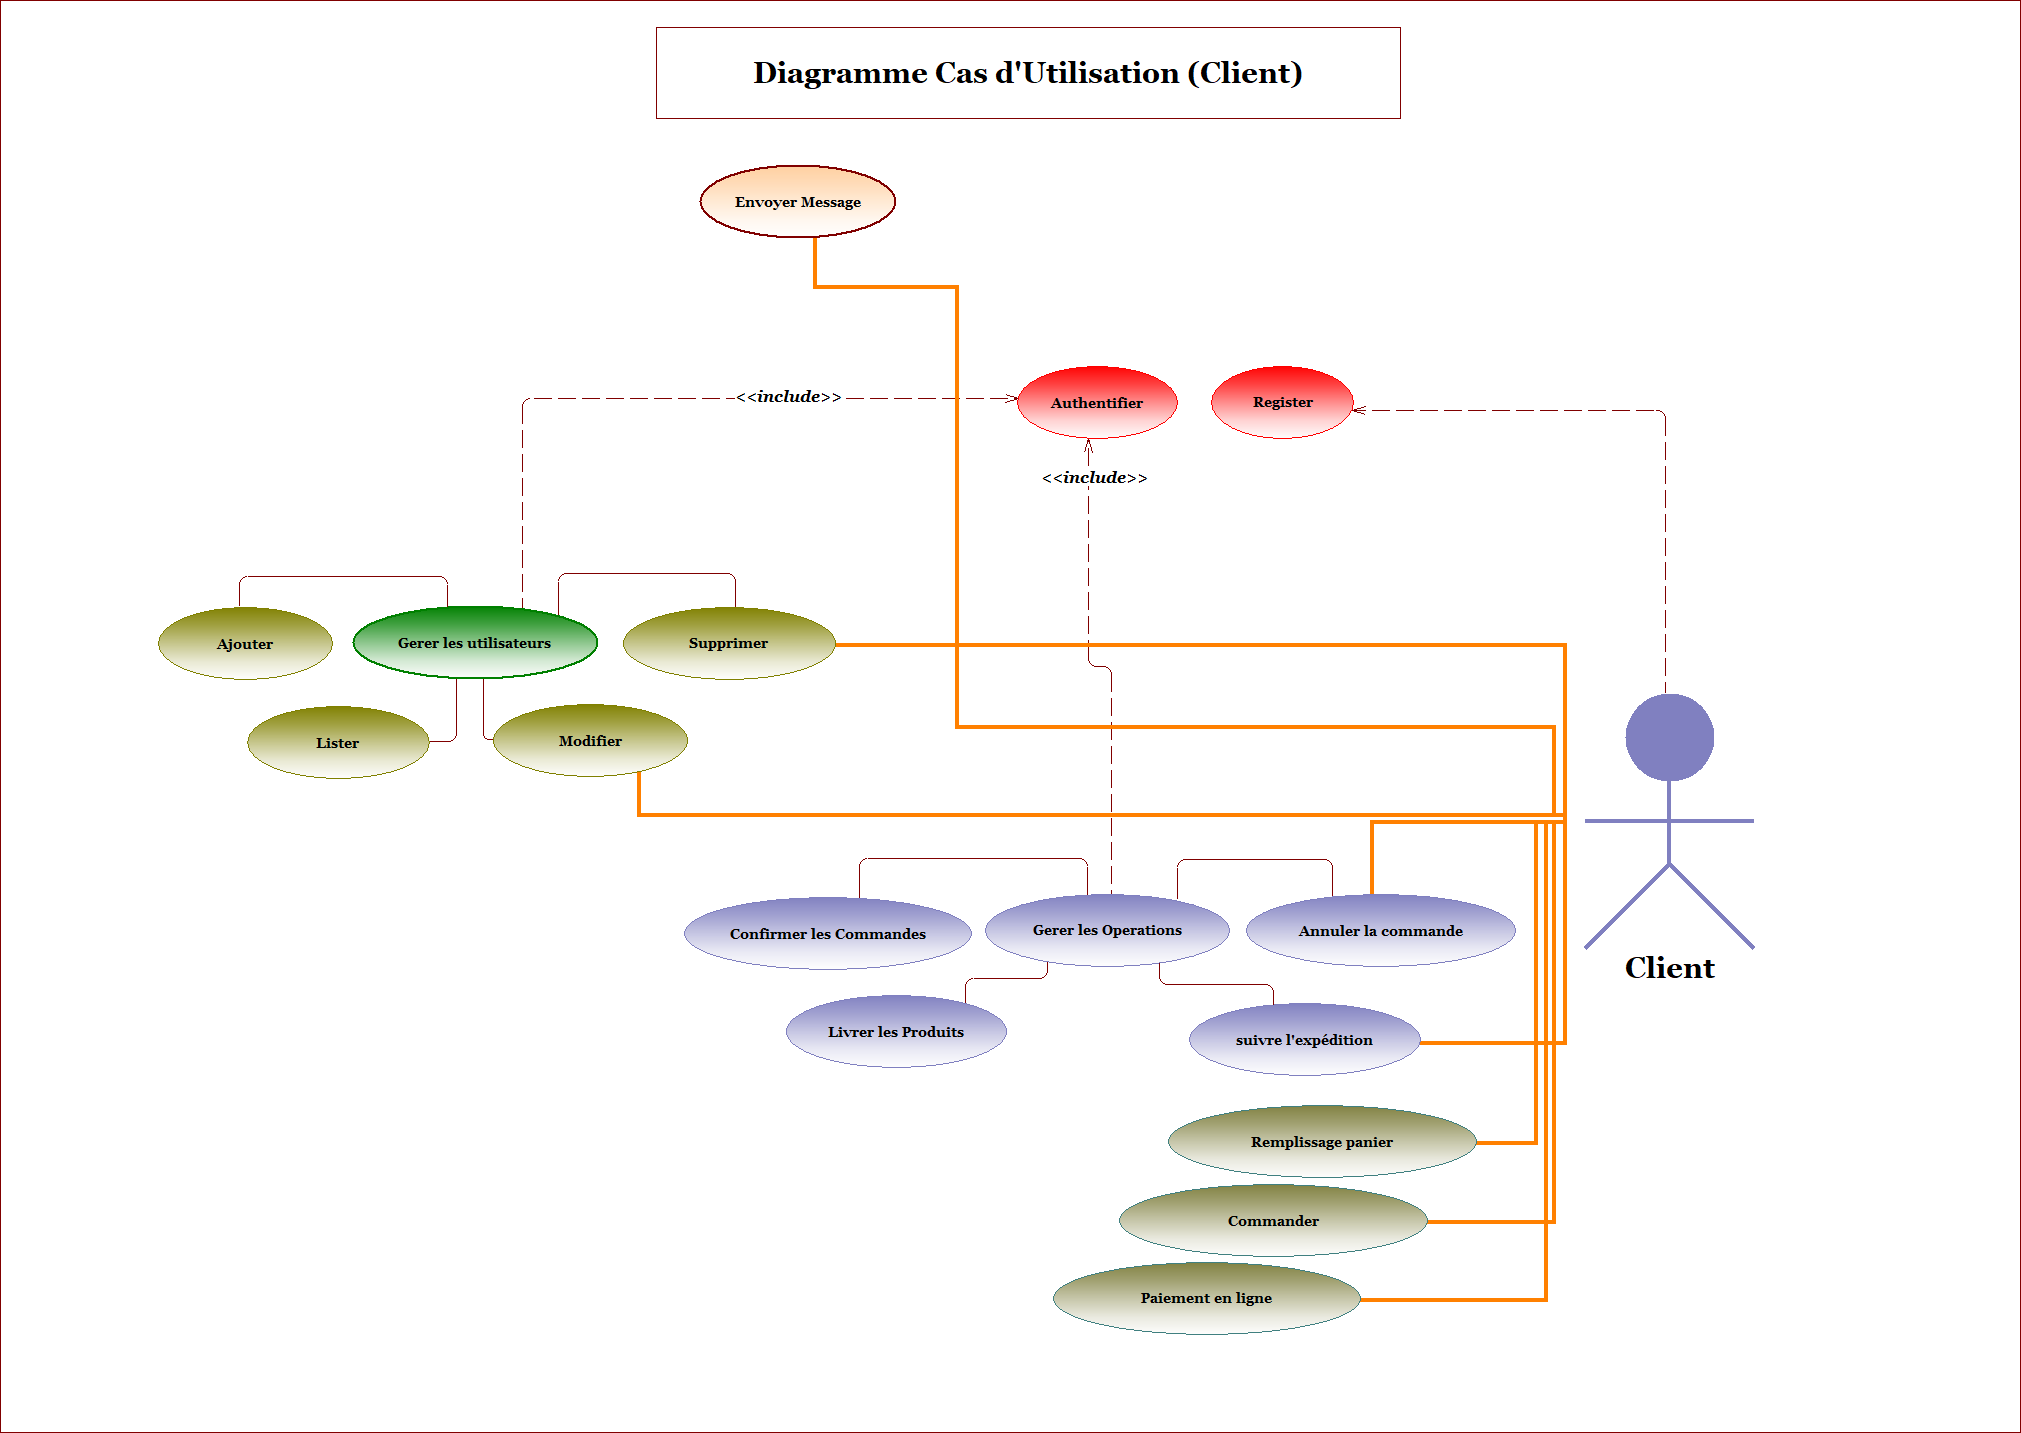 Diagramme Cas d'Utilisation (Client)
Envoyer Message
<<include>>
Authentifier
Register
<<include>>
Ajouter
Gerer les utilisateurs
Supprimer
Lister
Modifier
Confirmer les Commandes
Gerer les Operations
Annuler la commande
Client
Livrer les Produits
suivre l'expédition
Remplissage panier
Commander
Paiement en ligne